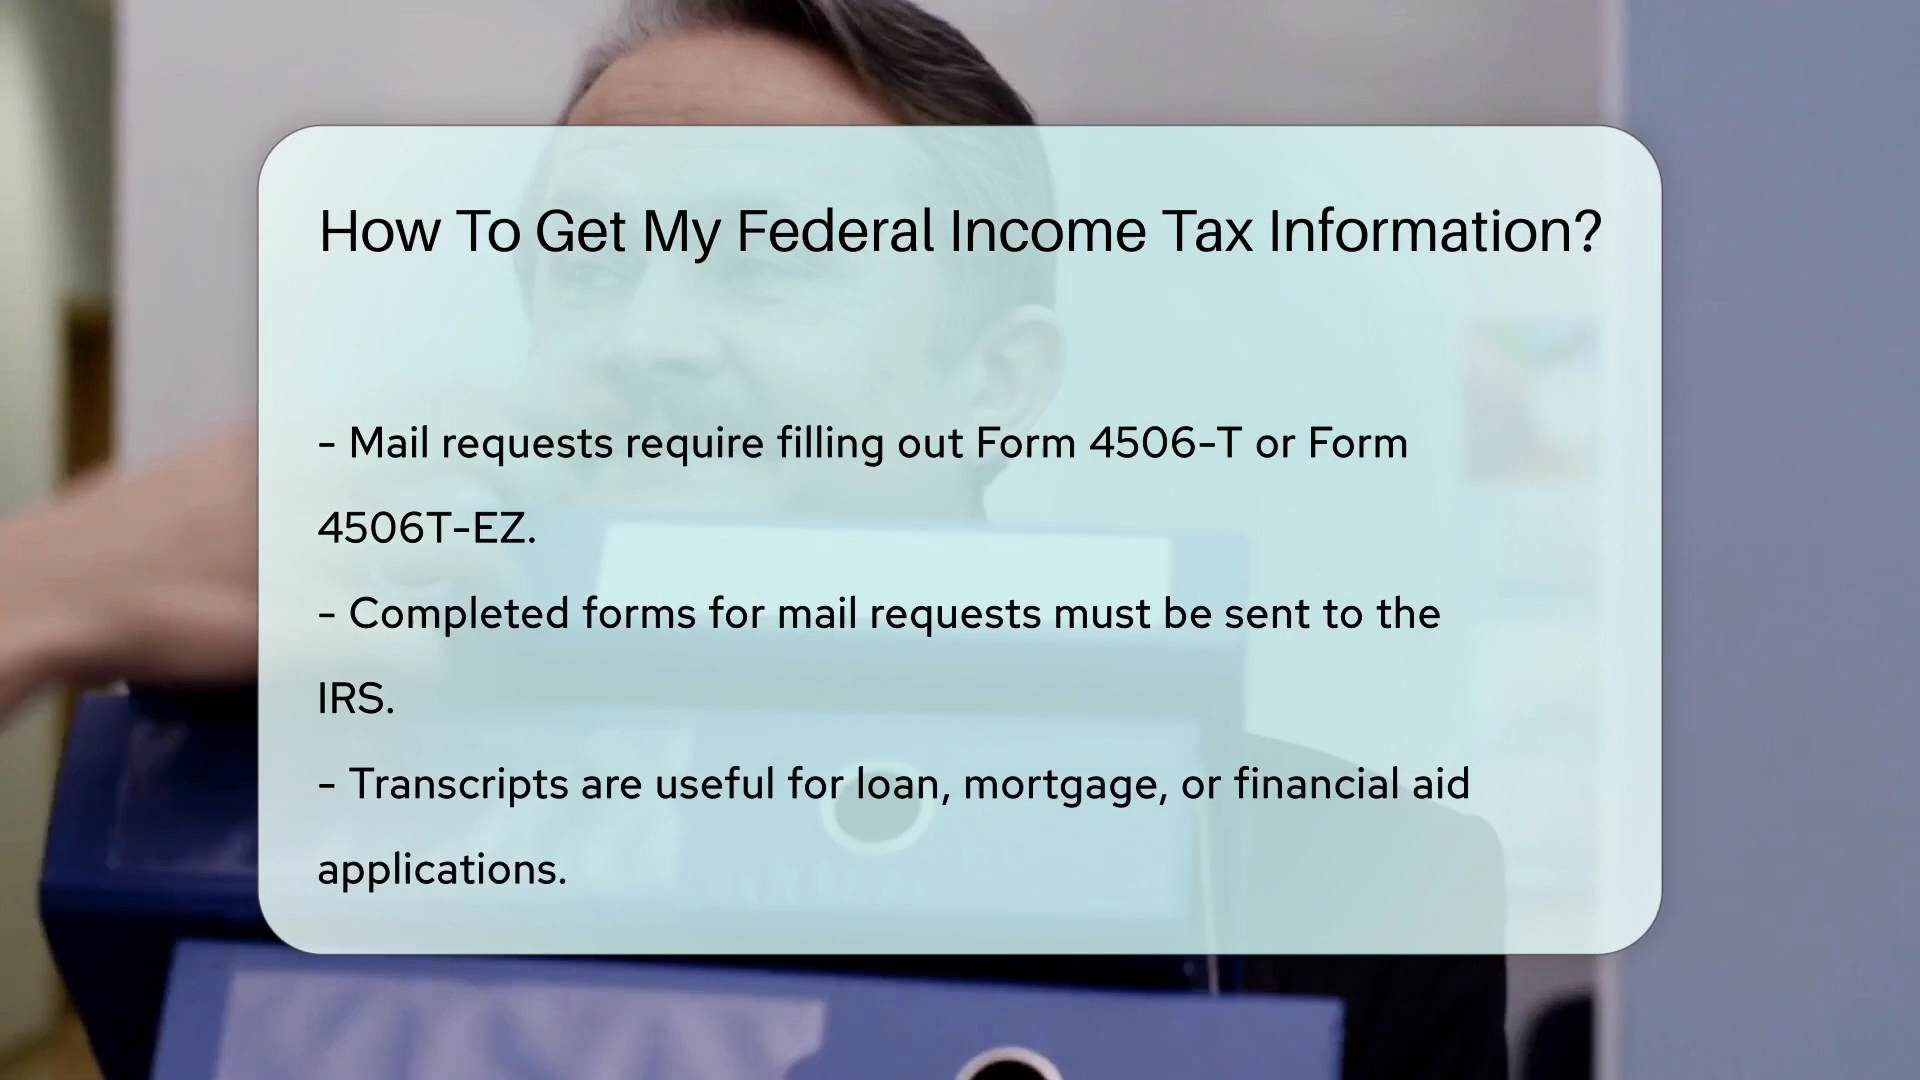 How To Get My Federal Income Tax Information?
- Mail requests require filling out Form 4506-T or Form
4506T-EZ.
- Completed forms for mail requests must be sent to the
IRS.
- Transcripts are useful for loan, mortgage, or financial aid
applications.